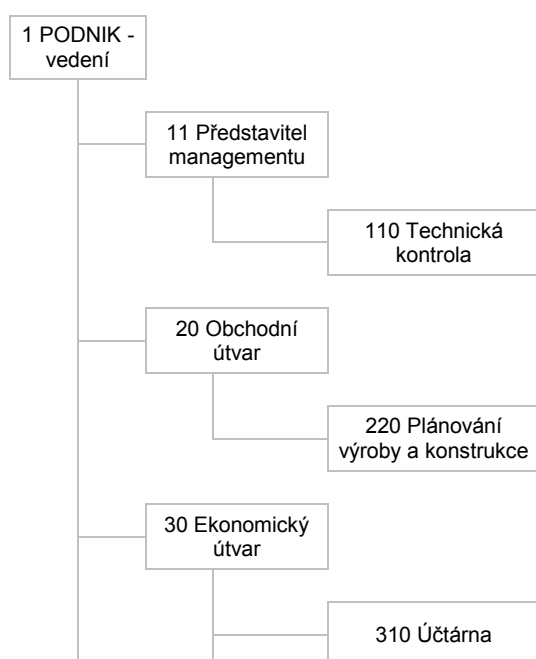 1 PODNIK -
vedení
11 Představitel
managementu
110 Technická
kontrola
20 Obchodní
útvar
220 Plánování
výroby a konstrukce
30 Ekonomický
útvar
310 Účtárna